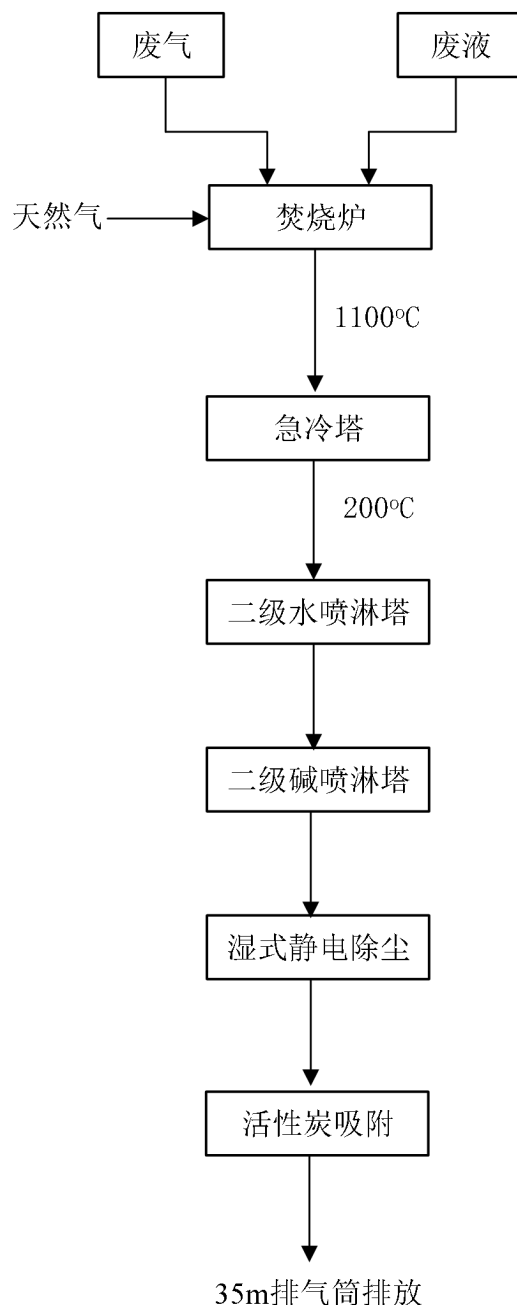 废气
废液
天然气
焚烧炉
1100°C
急冷塔
200°C
二级水喷淋塔
二级碱喷淋塔
湿式静电除尘
活性炭吸附
35m排气筒排放